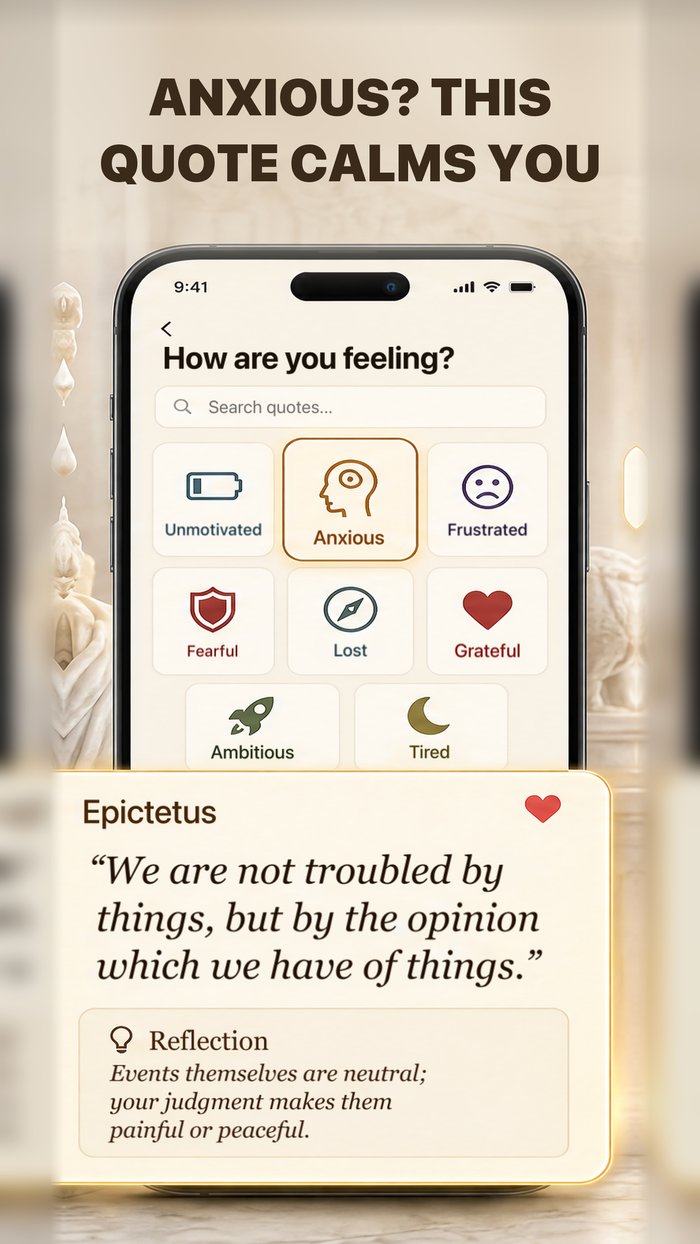 ANXIOUS? THIS
QUOTE CALMS YOU
9:41
How are you feeling?
Search quotes...
Unmotivated
Anxious
Frustrated
Fearful
Lost
Grateful
Ambitious
Tired
Epictetus
“We are not troubled by
things, but by the opinion
which we have of things.”
Reflection
Events themselves are neutral;
your judgment makes them
painful or peaceful.